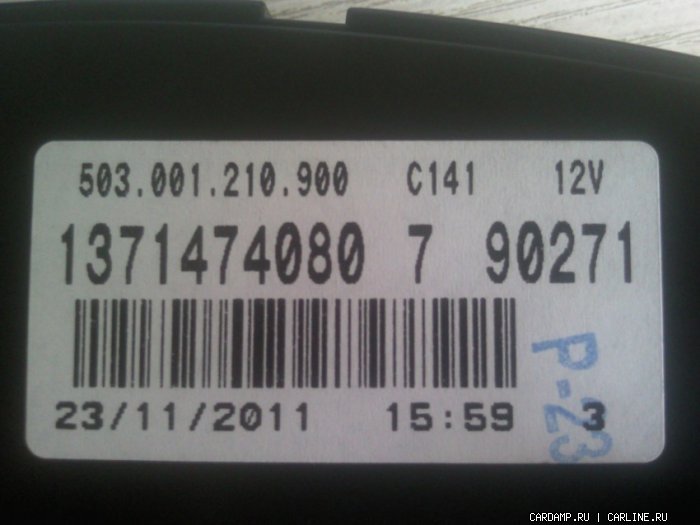 503.001.210.900 C141 12V
1371474080 7 90271
23/11/2011 15:59 3
P-23
CARDAMP.RU | CARLINE.RU